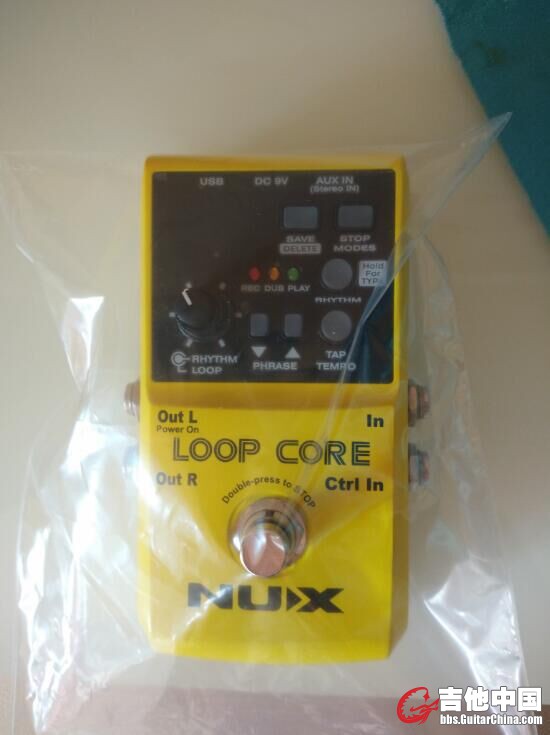 USB DC 9V AUX IN
(Stereo IN)
SAVE STOP
DELETE MODES
Hold
For
TYPE
REC DUB PLAY
RHYTHM
RHYTHM
LOOP
PHRASE
TAP
TEMPO
Out L In
Power On
LOOP CORE
Out R Ctrl In
Double-press to STOP
NUX
吉他中国
bbs.GuitarChina.com